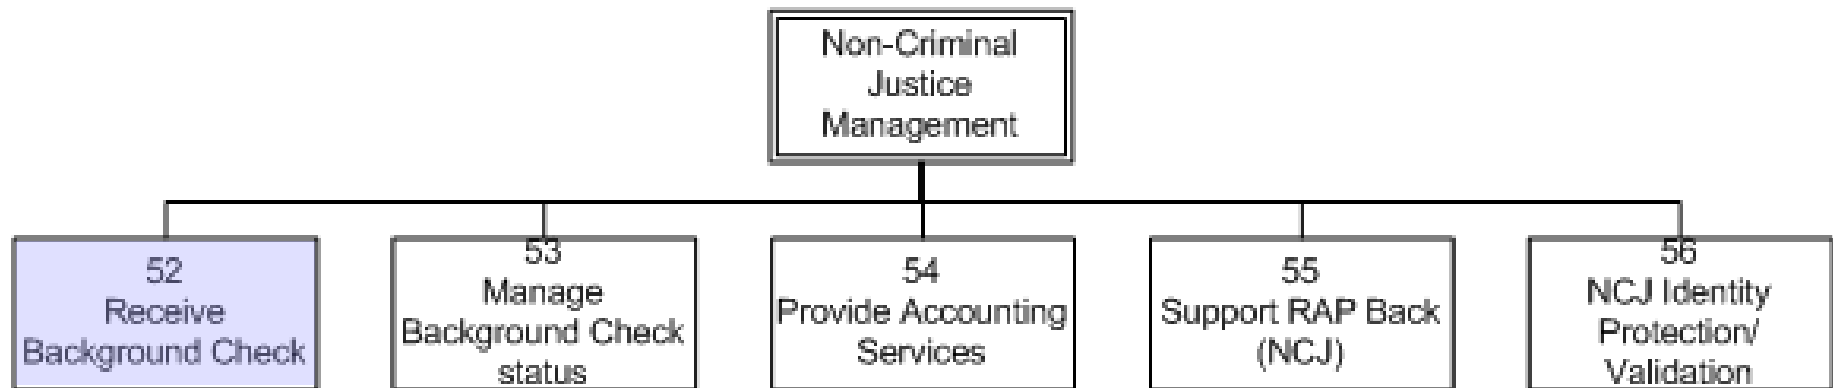 Non-Criminal
Justice
Management
52
Receive
Background Check
53
Manage
Background Check
status
54
Provide Accounting
Services
55
Support RAP Back
(NCJ)
56
NCJ Identity
Protection/
Validation